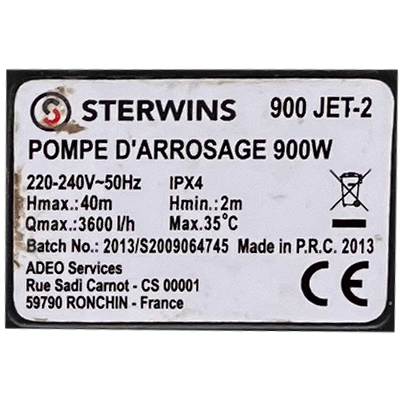 STERWINS 900 JET-2
POMPE D'ARROSAGE 900W
220-240V~50Hz IPX4
Hmax.: 40m Hmin.: 2m
Qmax.: 3600 l/h Max.35°C
Batch No.: 2013/S2009064745 Made in P.R.C. 2013
ADEO Services
Rue Sadi Carnot - CS 00001
59790 RONCHIN - France
CE